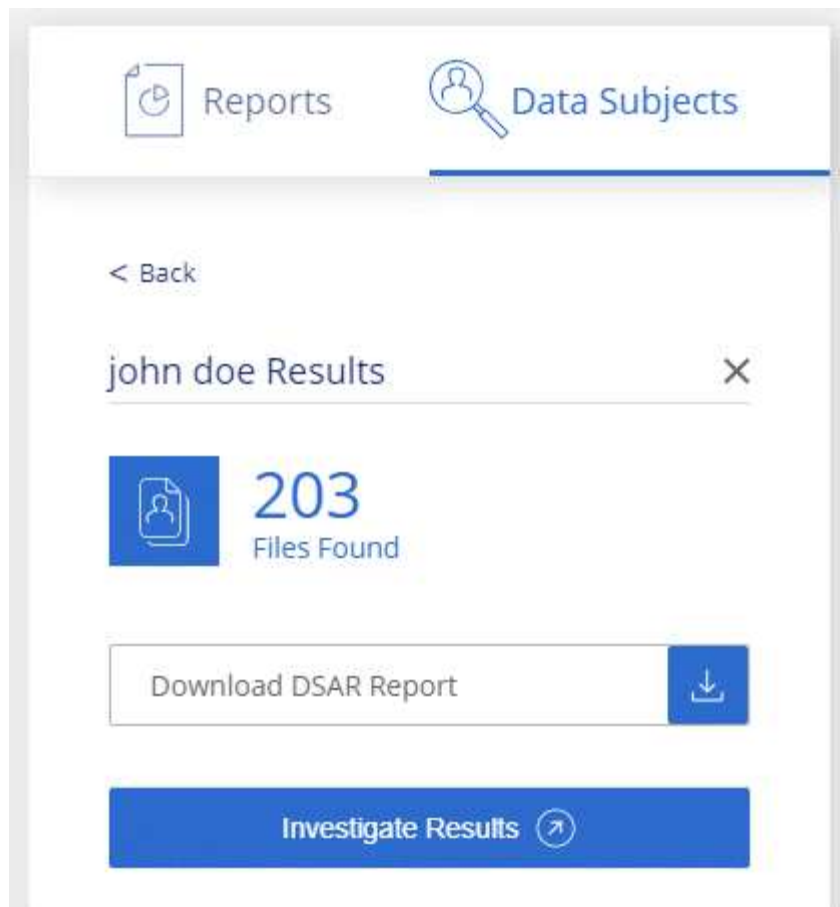 Reports
Data Subjects
< Back
john doe Results
203
Files Found
Download DSAR Report
Investigate Results